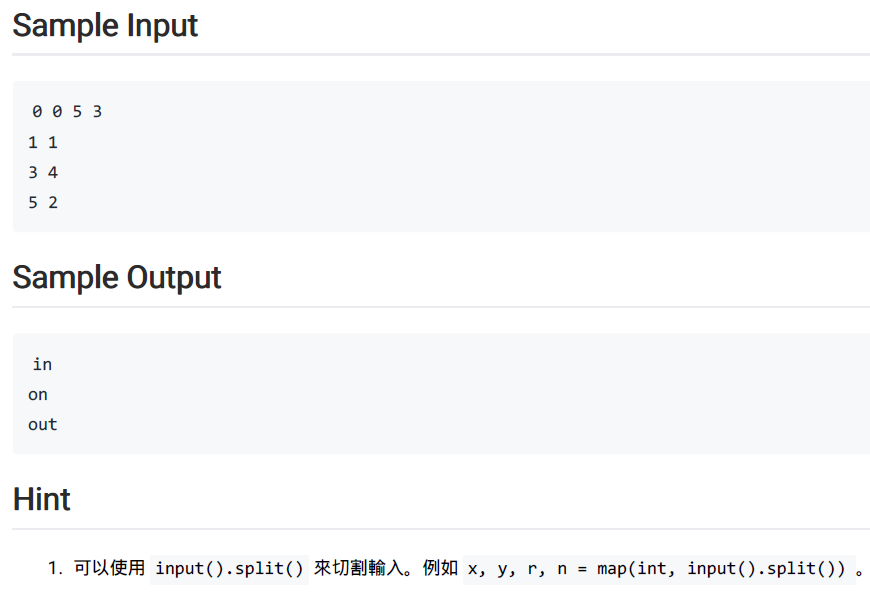 Sample Input
0 0 5 3
1 1
3 4
5 2
Sample Output
in
on
out
Hint
1. 可以使用 input().split() 來切割輸入。例如 x, y, r, n = map(int, input().split()) 。